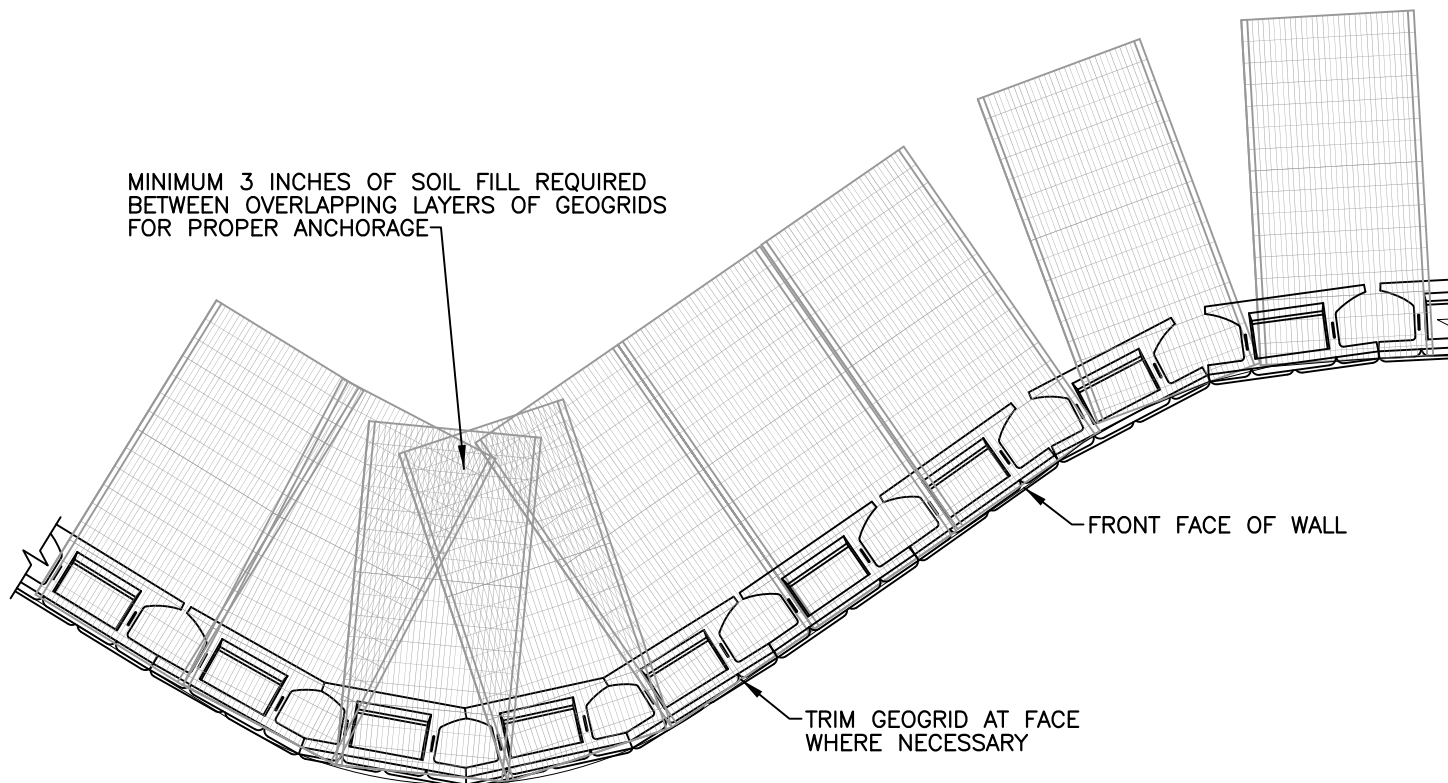 MINIMUM 3 INCHES OF SOIL FILL REQUIRED
BETWEEN OVERLAPPING LAYERS OF GEOGRIDS
FOR PROPER ANCHORAGE
FRONT FACE OF WALL
TRIM GEOGRID AT FACE
WHERE NECESSARY